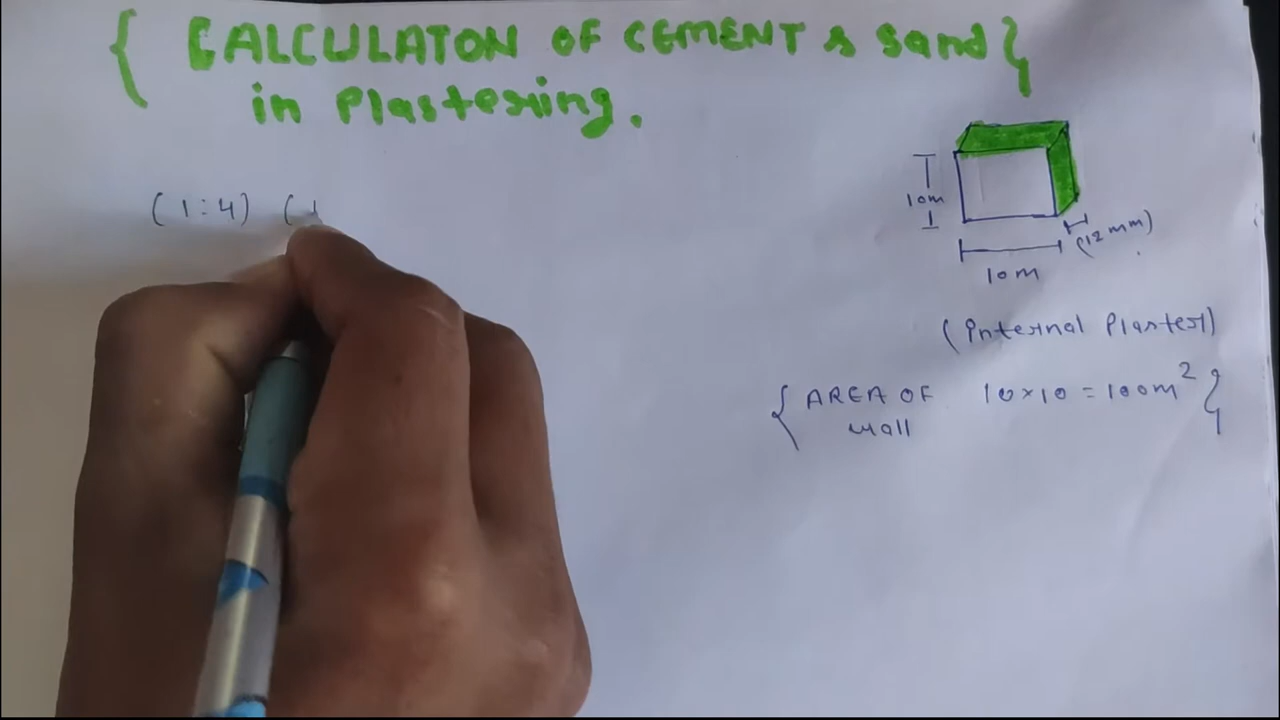 { CALCULATON OF CEMENT & Sand }
in Plastering.
(1:4) (1
10m
10m
(12 mm)
(Internal Plaster)
{ AREA OF wall 10×10 = 100m² }